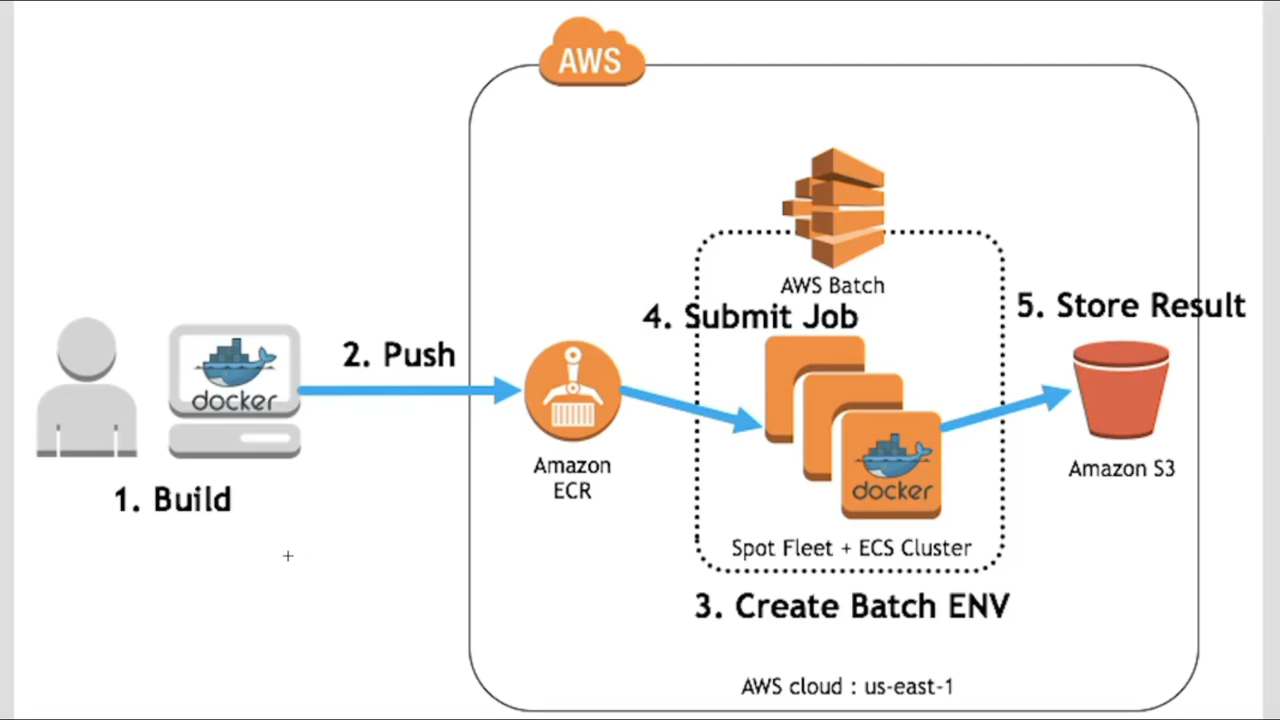 AWS
AWS Batch
4. Submit Job
5. Store Result
2. Push
docker
Amazon
ECR
docker
Amazon S3
1. Build
Spot Fleet + ECS Cluster
3. Create Batch ENV
AWS cloud : us-east-1